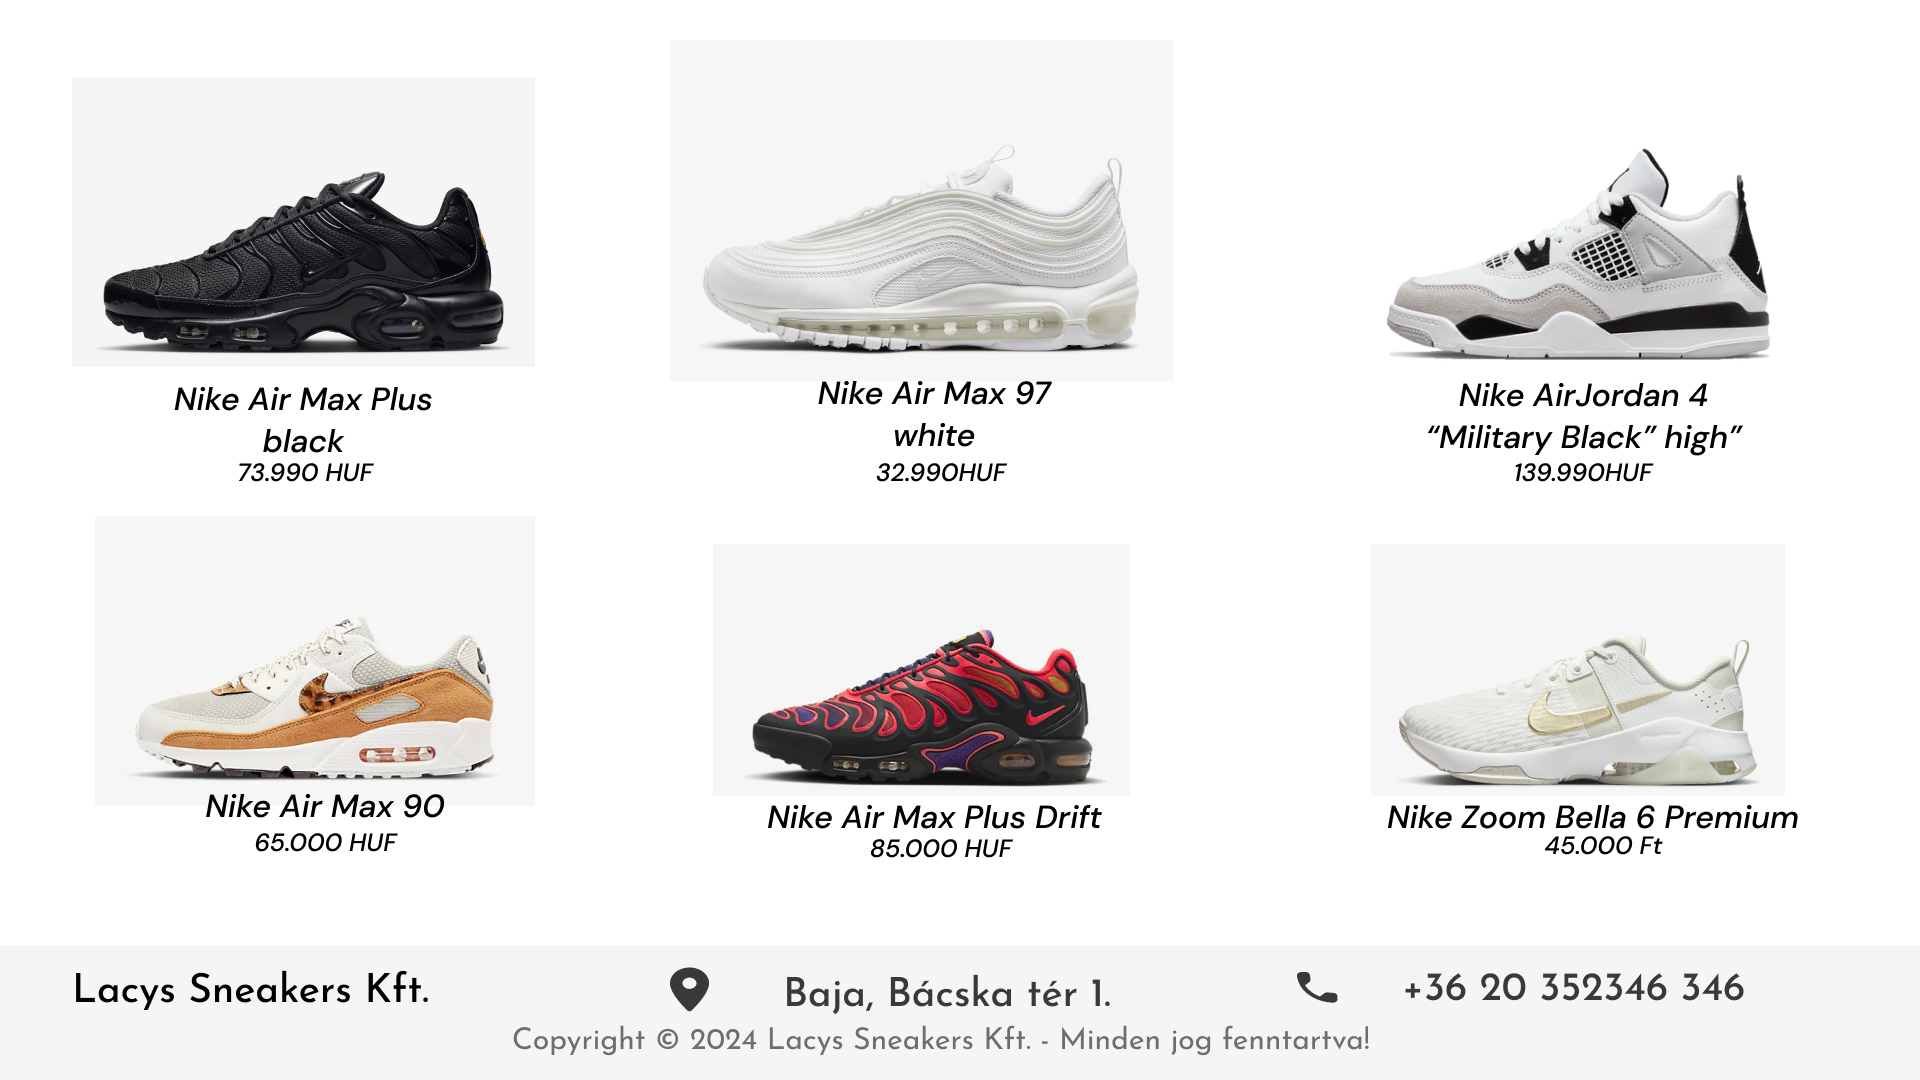 Nike Air Max Plus
black
73.990 HUF
Nike Air Max 97
white
32.990HUF
Nike AirJordan 4
“Military Black” high”
139.990HUF
Nike Air Max 90
65.000 HUF
Nike Air Max Plus Drift
85.000 HUF
Nike Zoom Bella 6 Premium
45.000 Ft
Lacys Sneakers Kft.
Baja, Bácska tér 1.
+36 20 352346 346
Copyright © 2024 Lacys Sneakers Kft. - Minden jog fenntartva!